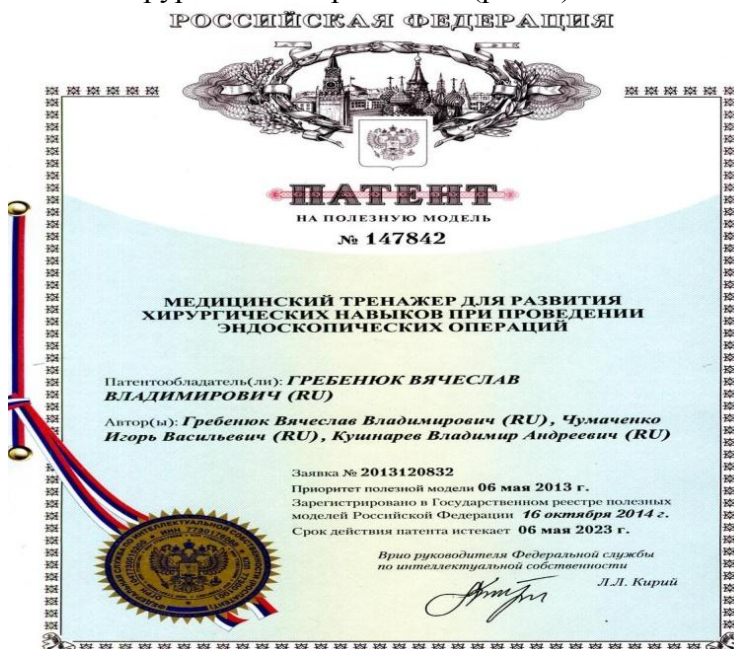 РОССИЙСКАЯ ФЕДЕРАЦИЯ
ПАТЕНТ
НА ПОЛЕЗНУЮ МОДЕЛЬ
№ 147842
МЕДИЦИНСКИЙ ТРЕНАЖЕР ДЛЯ РАЗВИТИЯ
ХИРУРГИЧЕСКИХ НАВЫКОВ ПРИ ПРОВЕДЕНИИ
ЭНДОСКОПИЧЕСКИХ ОПЕРАЦИЙ
Патентообладатель(ли): ГРЕБЕНЮК ВЯЧЕСЛАВ
ВЛАДИМИРОВИЧ (RU)
Автор(ы): Гребенюк Вячеслав Владимирович (RU), Чумаченко
Игорь Васильевич (RU), Кушнарев Владимир Андреевич (RU)
Заявка № 2013120832
Приоритет полезной модели 06 мая 2013 г.
Зарегистрировано в Государственном реестре полезных
моделей Российской Федерации 16 октября 2014 г.
Срок действия патента истекает 06 мая 2023 г.
Врио руководителя Федеральной службы
по интеллектуальной собственности
Л.Л. Кирий